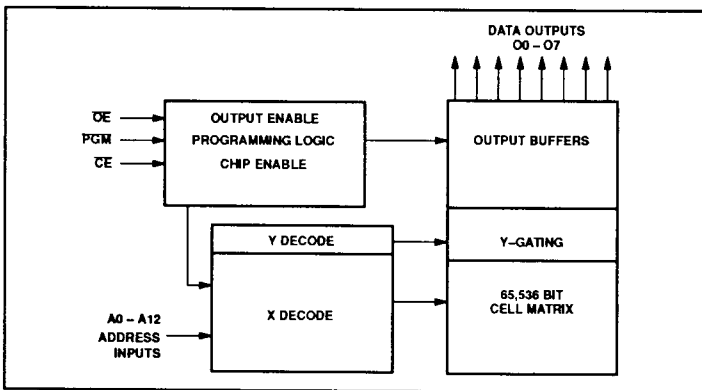 DATA OUTPUTS
O0 – O7
OE
PGM
CE
OUTPUT ENABLE
PROGRAMMING LOGIC
CHIP ENABLE
OUTPUT BUFFERS
Y DECODE
Y–GATING
X DECODE
65,536 BIT
CELL MATRIX
A0 – A12
ADDRESS
INPUTS